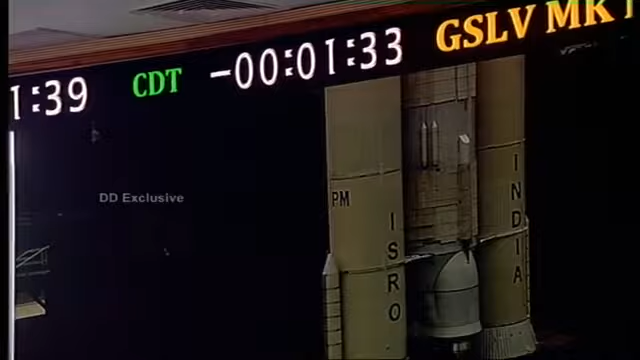 1:39 CDT -00:01:33 GSLV MK
DD Exclusive
PM
ISRO
INDIA